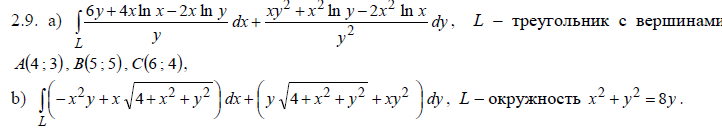 2.9. a) ∫_L (6y+4x ln x−2x ln y)/y dx + (xy²+x² ln y−2x² ln x)/y² dy, L – треугольник с вершинами
A(4;3), B(5;5), C(6;4),
b) ∫_L (−x²y+x√(4+x²+y²))dx+(y√(4+x²+y²)+xy²)dy, L – окружность x²+y²=8y.